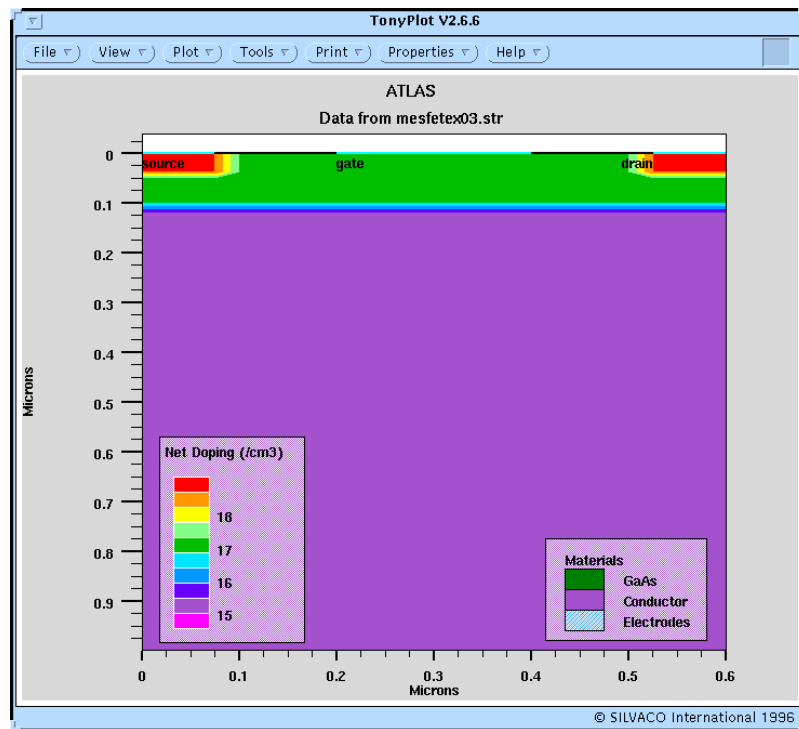 TonyPlot V2.6.6
File View Plot Tools Print Properties Help
ATLAS
Data from mesfetex03.str
source gate drain
0
0.1
0.2
0.3
0.4
0.5
0.6
0.7
0.8
0.9
Microns
Net Doping (/cm3)
18
17
16
15
Materials
GaAs
Conductor
Electrodes
0 0.1 0.2 0.3 0.4 0.5 0.6
Microns
© SILVACO International 1996